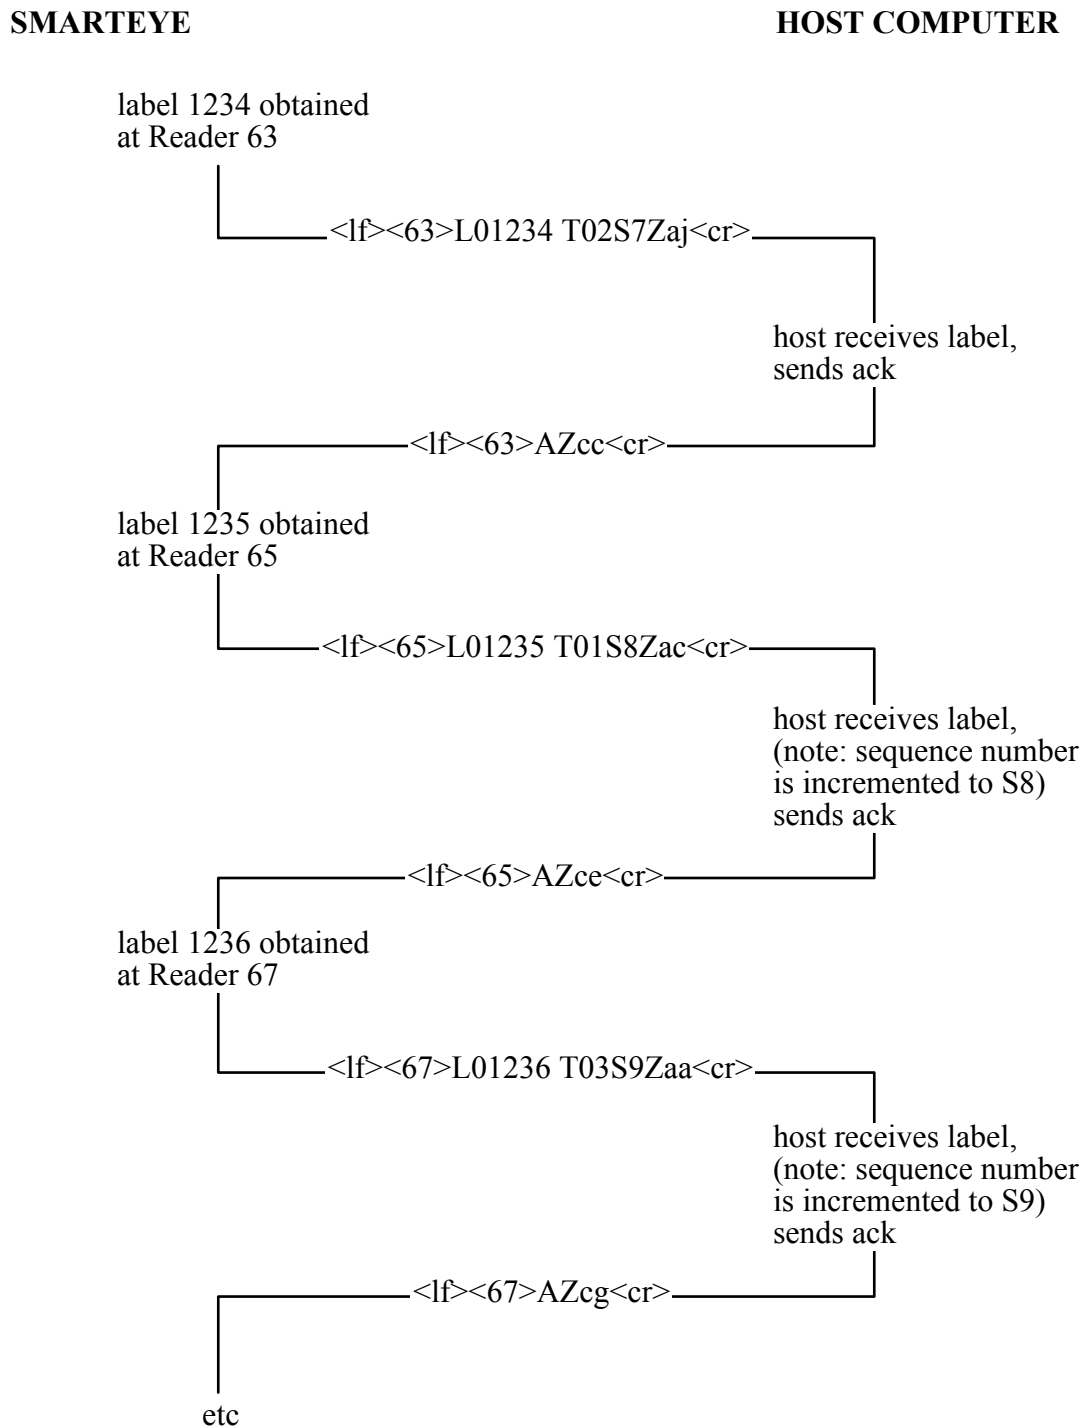 SMARTEYE HOST COMPUTER
label 1234 obtained
at Reader 63
<lf><63>L01234 T02S7Zaj<cr>
host receives label,
sends ack
<lf><63>AZcc<cr>
label 1235 obtained
at Reader 65
<lf><65>L01235 T01S8Zac<cr>
host receives label,
(note: sequence number
is incremented to S8)
sends ack
<lf><65>AZce<cr>
label 1236 obtained
at Reader 67
<lf><67>L01236 T03S9Zaa<cr>
host receives label,
(note: sequence number
is incremented to S9)
sends ack
<lf><67>AZcg<cr>
etc